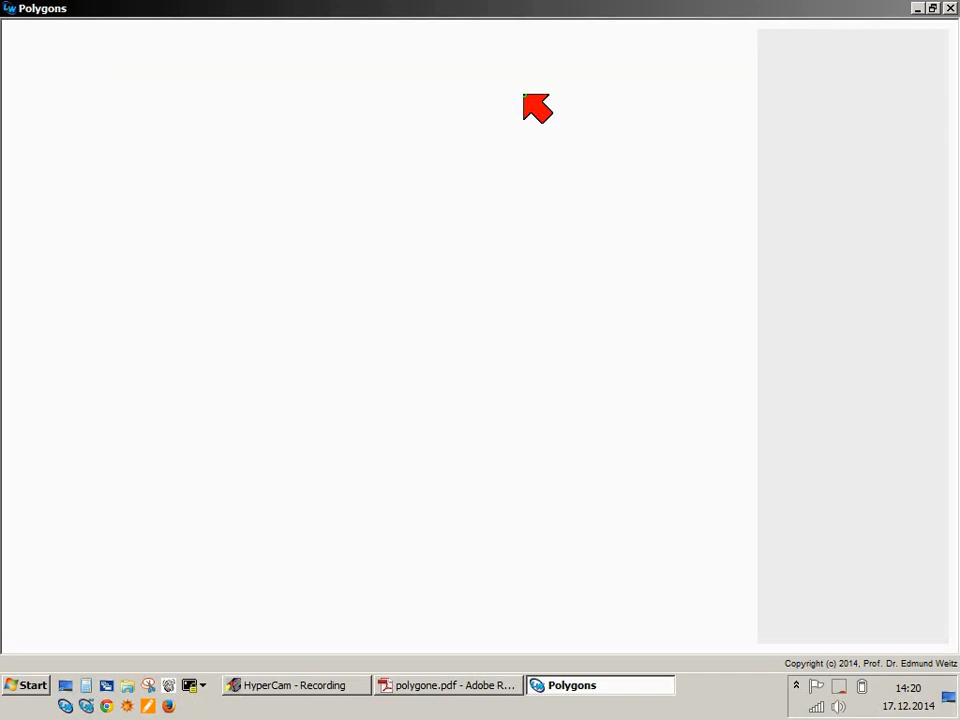 Polygons
Copyright (c) 2014, Prof. Dr. Edmund Weitz
Start
HyperCam - Recording
polygone.pdf - Adobe R...
Polygons
14:20
17.12.2014